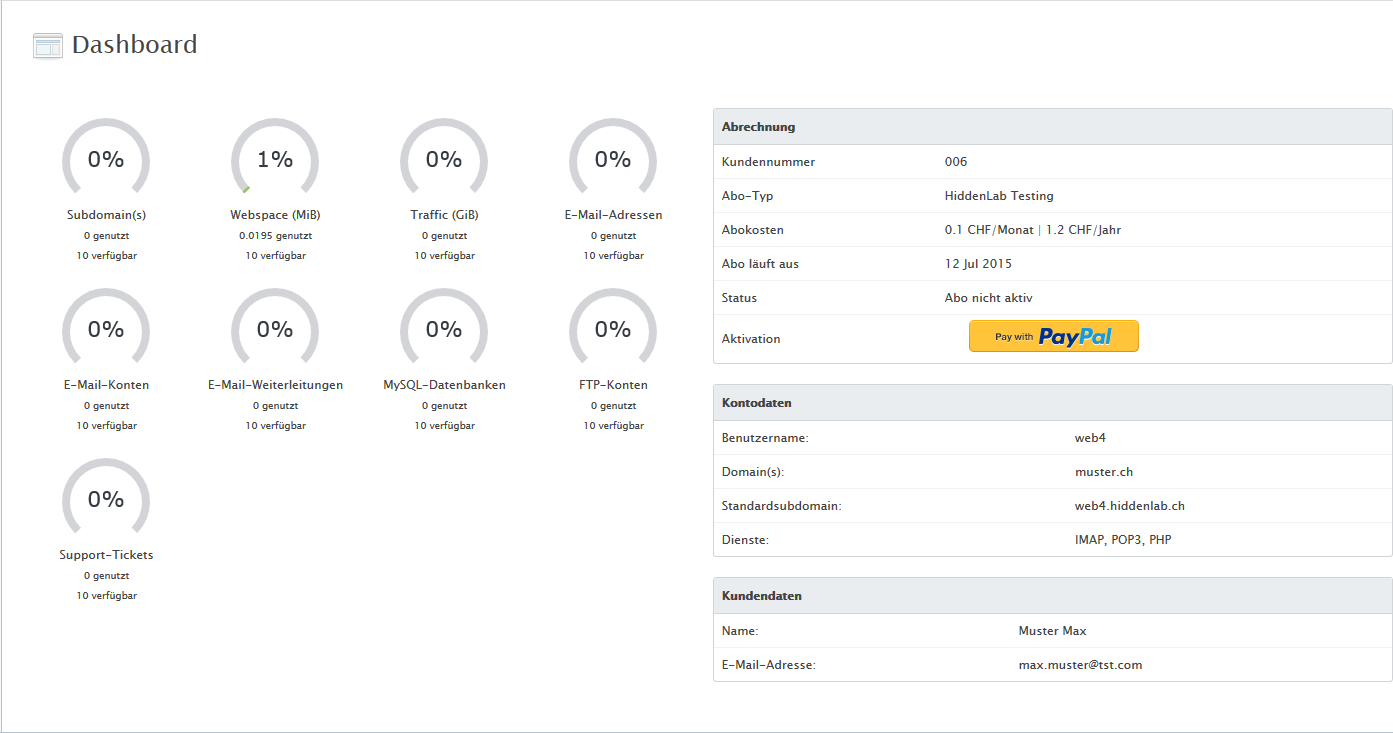 Dashboard
0%
1%
0%
0%
Subdomain(s)
Webspace (MiB)
Traffic (GiB)
E-Mail-Adressen
0 genutzt
0.0195 genutzt
0 genutzt
0 genutzt
10 verfügbar
10 verfügbar
10 verfügbar
10 verfügbar
0%
0%
0%
0%
E-Mail-Konten
E-Mail-Weiterleitungen
MySQL-Datenbanken
FTP-Konten
0 genutzt
0 genutzt
0 genutzt
0 genutzt
10 verfügbar
10 verfügbar
10 verfügbar
10 verfügbar
0%
Support-Tickets
0 genutzt
10 verfügbar
Abrechnung
Kundennummer 006
Abo-Typ HiddenLab Testing
Abokosten 0.1 CHF/Monat | 1.2 CHF/Jahr
Abo läuft aus 12 Jul 2015
Status Abo nicht aktiv
Aktivation Pay with PayPal
Kontodaten
Benutzername: web4
Domain(s): muster.ch
Standardsubdomain: web4.hiddenlab.ch
Dienste: IMAP, POP3, PHP
Kundendaten
Name: Muster Max
E-Mail-Adresse: max.muster@tst.com